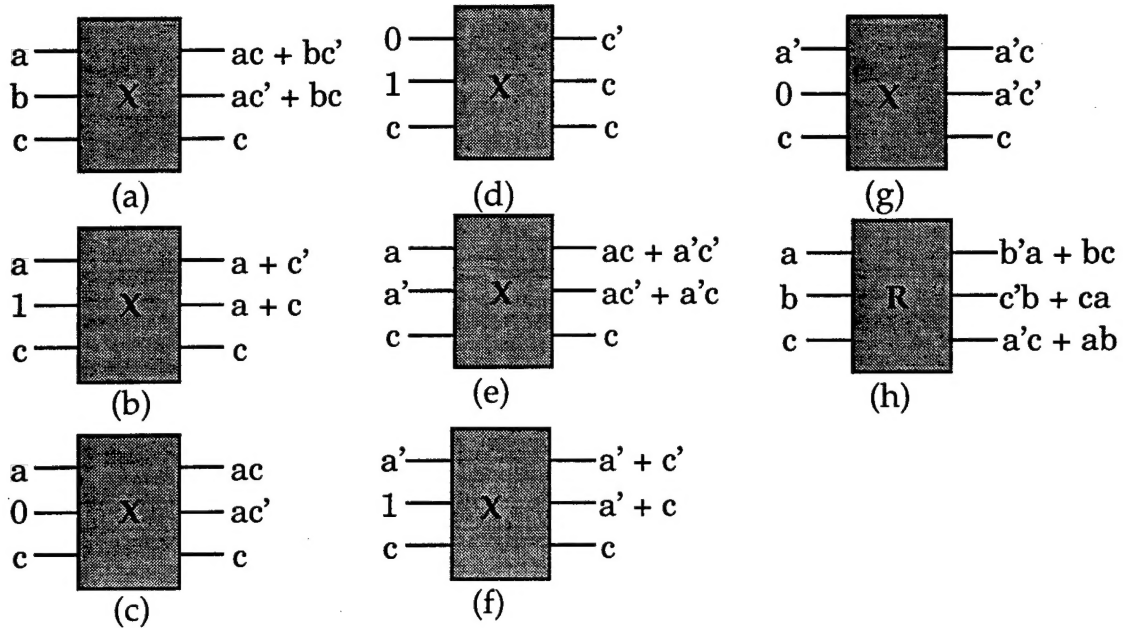 a ac + bc'
b X ac' + bc
c c
(a)
a a + c'
1 X a + c
c c
(b)
a ac
0 X ac'
c c
(c)
0 c'
1 X c
c c
(d)
a ac + a'c'
a' X ac' + a'c
c c
(e)
a' a' + c'
1 X a' + c
c c
(f)
a' a'c
0 X a'c'
c c
(g)
a b'a + bc
b R c'b + ca
c a'c + ab
(h)